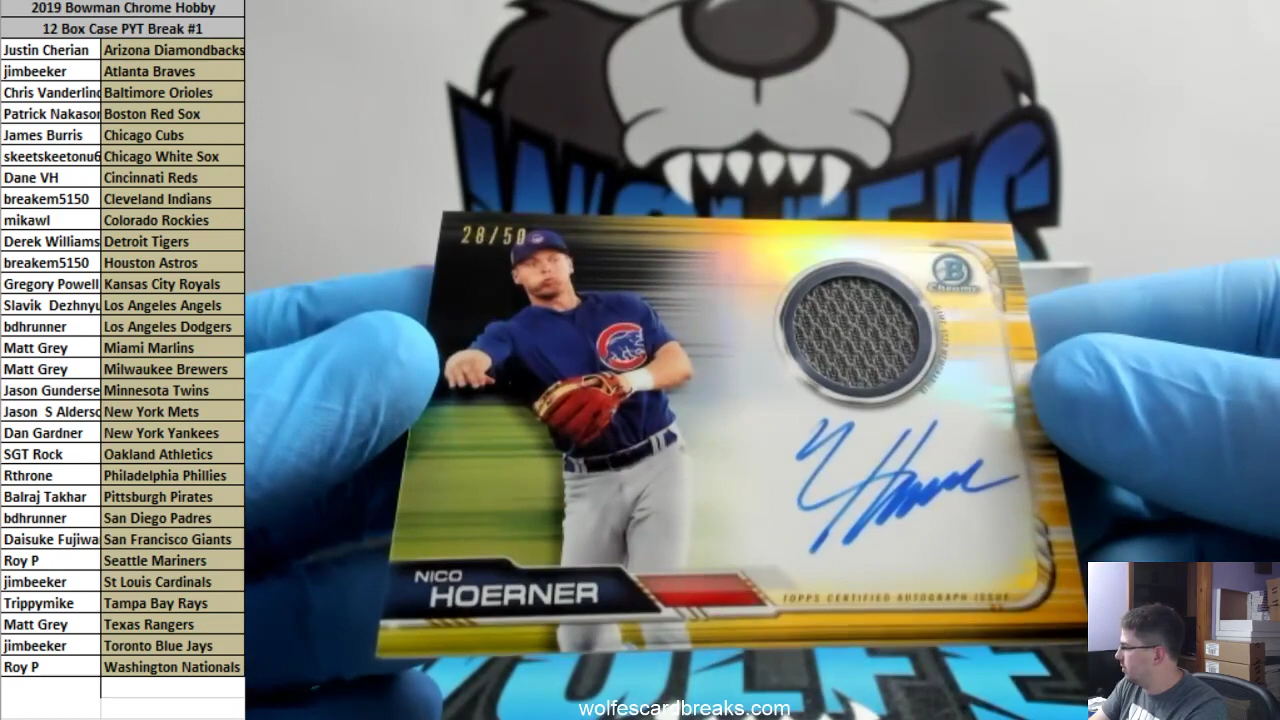 2019 Bowman Chrome Hobby
12 Box Case PYT Break #1
Justin Cherian Arizona Diamondbacks
jimbeeker Atlanta Braves
Chris Vanderlind Baltimore Orioles
Patrick Nakason Boston Red Sox
James Burris Chicago Cubs
skeetskeetonu6 Chicago White Sox
Dane VH Cincinnati Reds
breakem5150 Cleveland Indians
mikawl Colorado Rockies
Derek Williams Detroit Tigers
breakem5150 Houston Astros
Gregory Powell Kansas City Royals
Slavik Dezhnyu Los Angeles Angels
bdhrunner Los Angeles Dodgers
Matt Grey Miami Marlins
Matt Grey Milwaukee Brewers
Jason Gunderse Minnesota Twins
Jason S Alderso New York Mets
Dan Gardner New York Yankees
SGT Rock Oakland Athletics
Rthrone Philadelphia Phillies
Balraj Takhar Pittsburgh Pirates
bdhrunner San Diego Padres
Daisuke Fujiwa San Francisco Giants
Roy P Seattle Mariners
jimbeeker St Louis Cardinals
Trippymike Tampa Bay Rays
Matt Grey Texas Rangers
jimbeeker Toronto Blue Jays
Roy P Washington Nationals
WOLFE'S
28/50
B
Chrome
NICO
HOERNER
TOPPS CERTIFIED AUTOGRAPH ISSUE
WOLFE
wolfescardbreaks.com